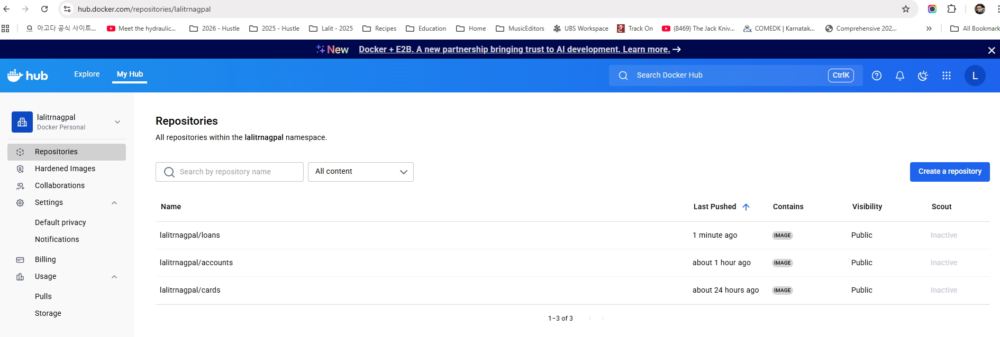 hub.docker.com/repositories/lalitrnagpal
아고다 공식 사이트... Meet the hydraulic... 2026 - Hustle 2025 - Hustle Lalit - 2025 Recipes Education Home MusicEditors UBS Workspace Track On (8469) The Jack Kniv... COMEDK | Karnatak... Comprehensive 202... » All Bookmark
New Docker + E2B. A new partnership bringing trust to AI development. Learn more. →
hub Explore My Hub Search Docker Hub CtrlK L
lalitrnagpal
Docker Personal
Repositories
Hardened Images
Collaborations
Settings
Default privacy
Notifications
Billing
Usage
Pulls
Storage
Repositories
All repositories within the lalitrnagpal namespace.
Search by repository name All content Create a repository
Name Last Pushed Contains Visibility Scout
lalitrnagpal/loans 1 minute ago IMAGE Public Inactive
lalitrnagpal/accounts about 1 hour ago IMAGE Public Inactive
lalitrnagpal/cards about 24 hours ago IMAGE Public Inactive
1–3 of 3